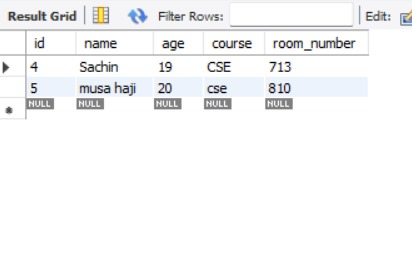 Result Grid Filter Rows: Edit:
id name age course room_number
4 Sachin 19 CSE 713
5 musa haji 20 cse 810
NULL NULL NULL NULL NULL